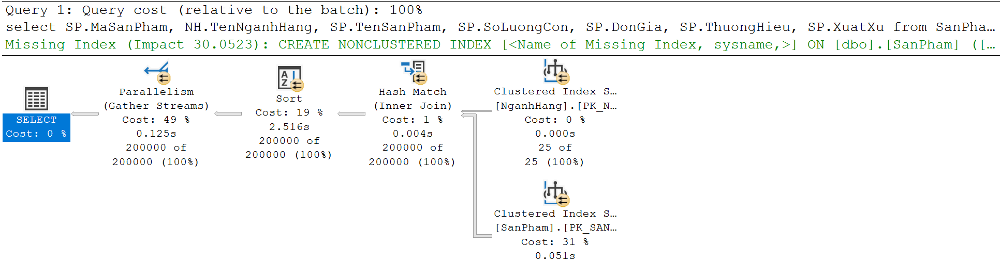 Query 1: Query cost (relative to the batch): 100%
select SP.MaSanPham, NH.TenNganhHang, SP.TenSanPham, SP.SoLuongCon, SP.DonGia, SP.ThuongHieu, SP.XuatXu from SanPha…
Missing Index (Impact 30.0523): CREATE NONCLUSTERED INDEX [<Name of Missing Index, sysname,>] ON [dbo].[SanPham] ([…
SELECT
Cost: 0 %
Parallelism
(Gather Streams)
Cost: 49 %
0.125s
200000 of
200000 (100%)
A
Z
Sort
Cost: 19 %
2.516s
200000 of
200000 (100%)
Hash Match
(Inner Join)
Cost: 1 %
0.004s
200000 of
200000 (100%)
Clustered Index S…
[NganhHang].[PK_N…
Cost: 0 %
0.000s
25 of
25 (100%)
Clustered Index S…
[SanPham].[PK_SAN…
Cost: 31 %
0.051s